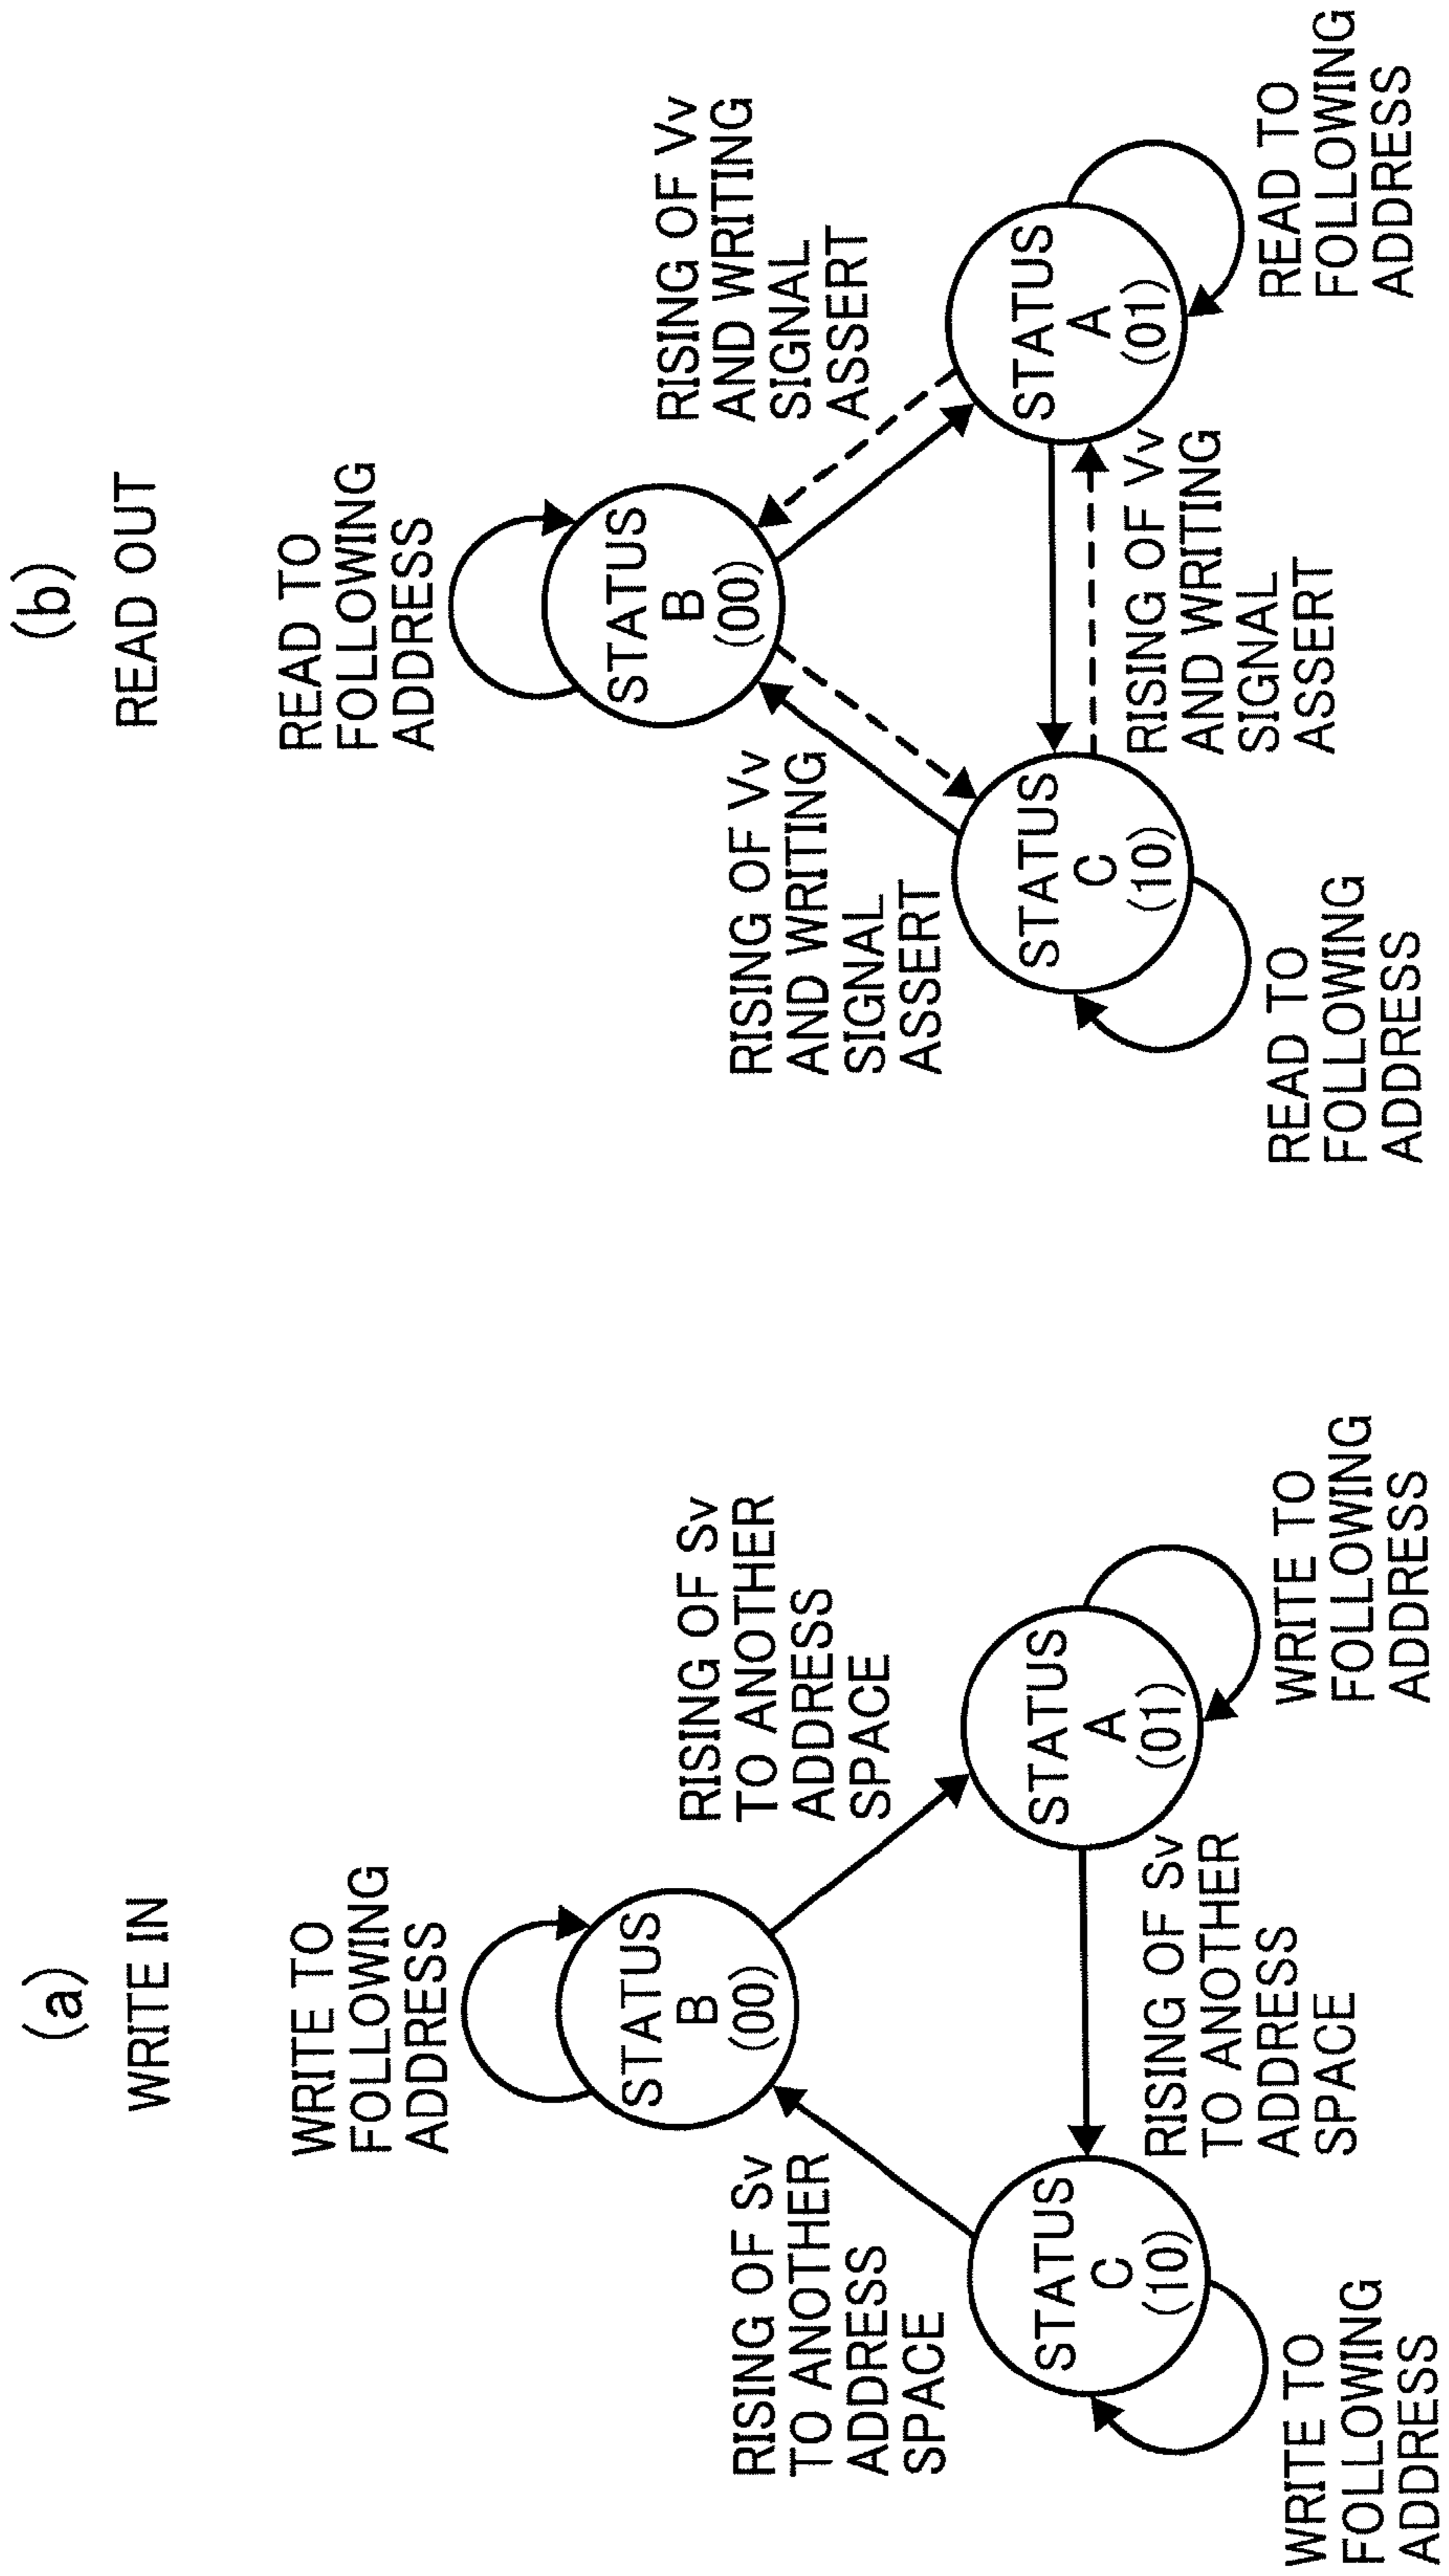 (a)
WRITE IN
WRITE TO
FOLLOWING
ADDRESS
STATUS
B
(00)
RISING OF Sv
TO ANOTHER
ADDRESS
SPACE
RISING OF Sv
TO ANOTHER
ADDRESS
SPACE
STATUS
C
(10)
RISING OF Sv
TO ANOTHER
ADDRESS
SPACE
STATUS
A
(01)
WRITE TO
FOLLOWING
ADDRESS
WRITE TO
FOLLOWING
ADDRESS
(b)
READ OUT
READ TO
FOLLOWING
ADDRESS
STATUS
B
(00)
RISING OF Vv
AND WRITING
SIGNAL
ASSERT
RISING OF Vv
AND WRITING
SIGNAL
ASSERT
STATUS
C
(10)
RISING OF Vv
AND WRITING
SIGNAL
ASSERT
STATUS
A
(01)
READ TO
FOLLOWING
ADDRESS
READ TO
FOLLOWING
ADDRESS